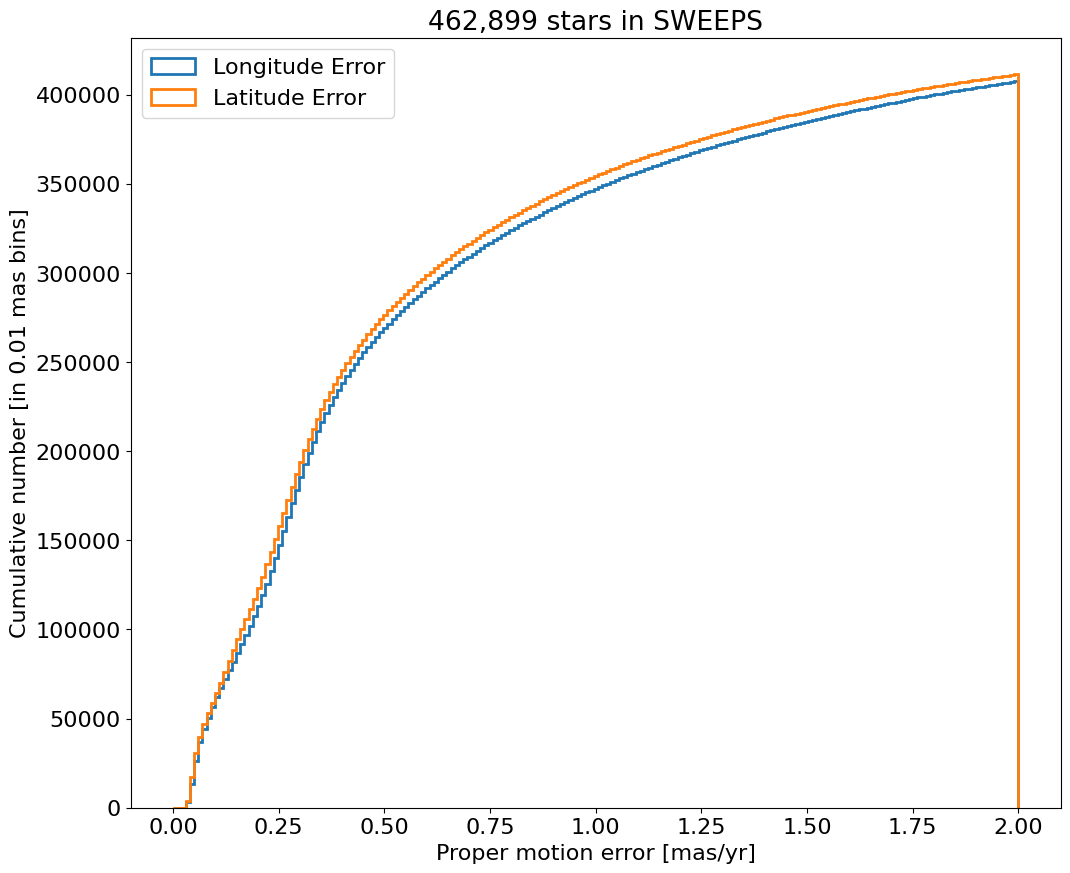 462,899 stars in SWEEPS
Longitude Error
Latitude Error
Cumulative number [in 0.01 mas bins]
400000
350000
300000
250000
200000
150000
100000
50000
0
0.00 0.25 0.50 0.75 1.00 1.25 1.50 1.75 2.00
Proper motion error [mas/yr]